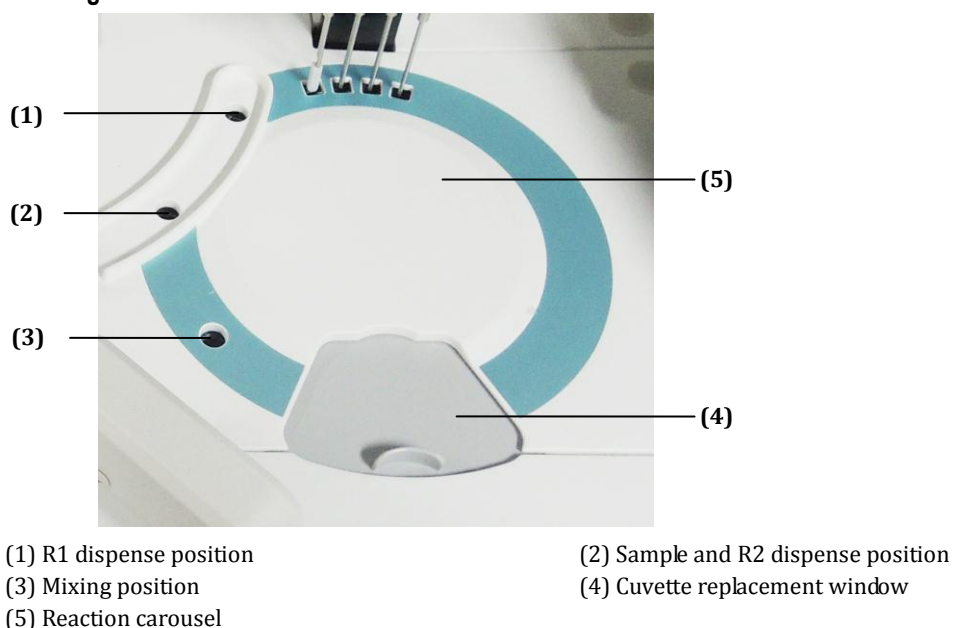 (1)
(5)
(2)
(3)
(4)
(1) R1 dispense position
(2) Sample and R2 dispense position
(3) Mixing position
(4) Cuvette replacement window
(5) Reaction carousel